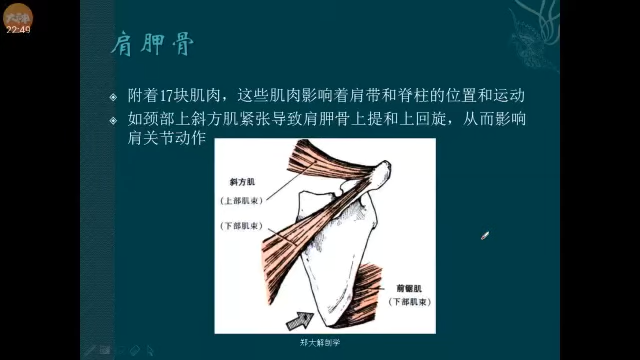 大沐
22:49
肩胛骨
附着17块肌肉，这些肌肉影响着肩带和脊柱的位置和运动
如颈部上斜方肌紧张导致肩胛骨上提和上回旋，从而影响
肩关节动作
斜方肌
（上部肌束）
（下部肌束）
前锯肌
（下部肌束）
郑大解剖学